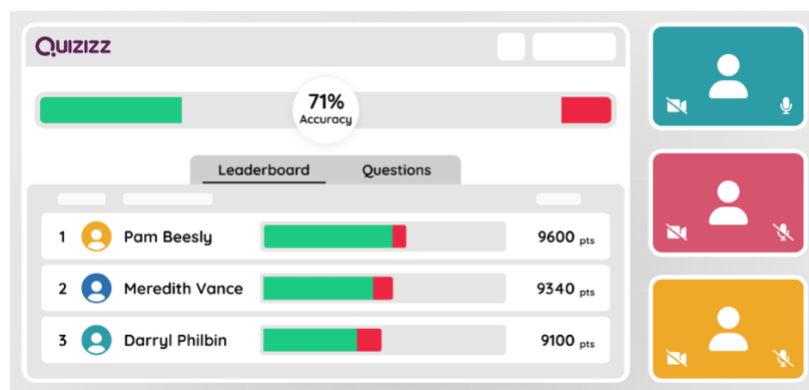 Quizizz
71%
Accuracy
Leaderboard Questions
1 Pam Beesly 9600 pts
2 Meredith Vance 9340 pts
3 Darryl Philbin 9100 pts